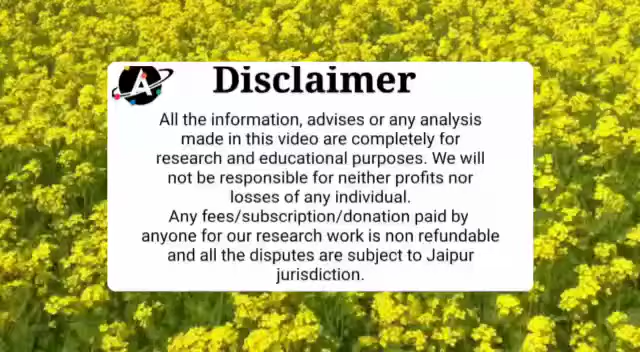 A
Disclaimer
All the information, advises or any analysis
made in this video are completely for
research and educational purposes. We will
not be responsible for neither profits nor
losses of any individual.
Any fees/subscription/donation paid by
anyone for our research work is non refundable
and all the disputes are subject to Jaipur
jurisdiction.